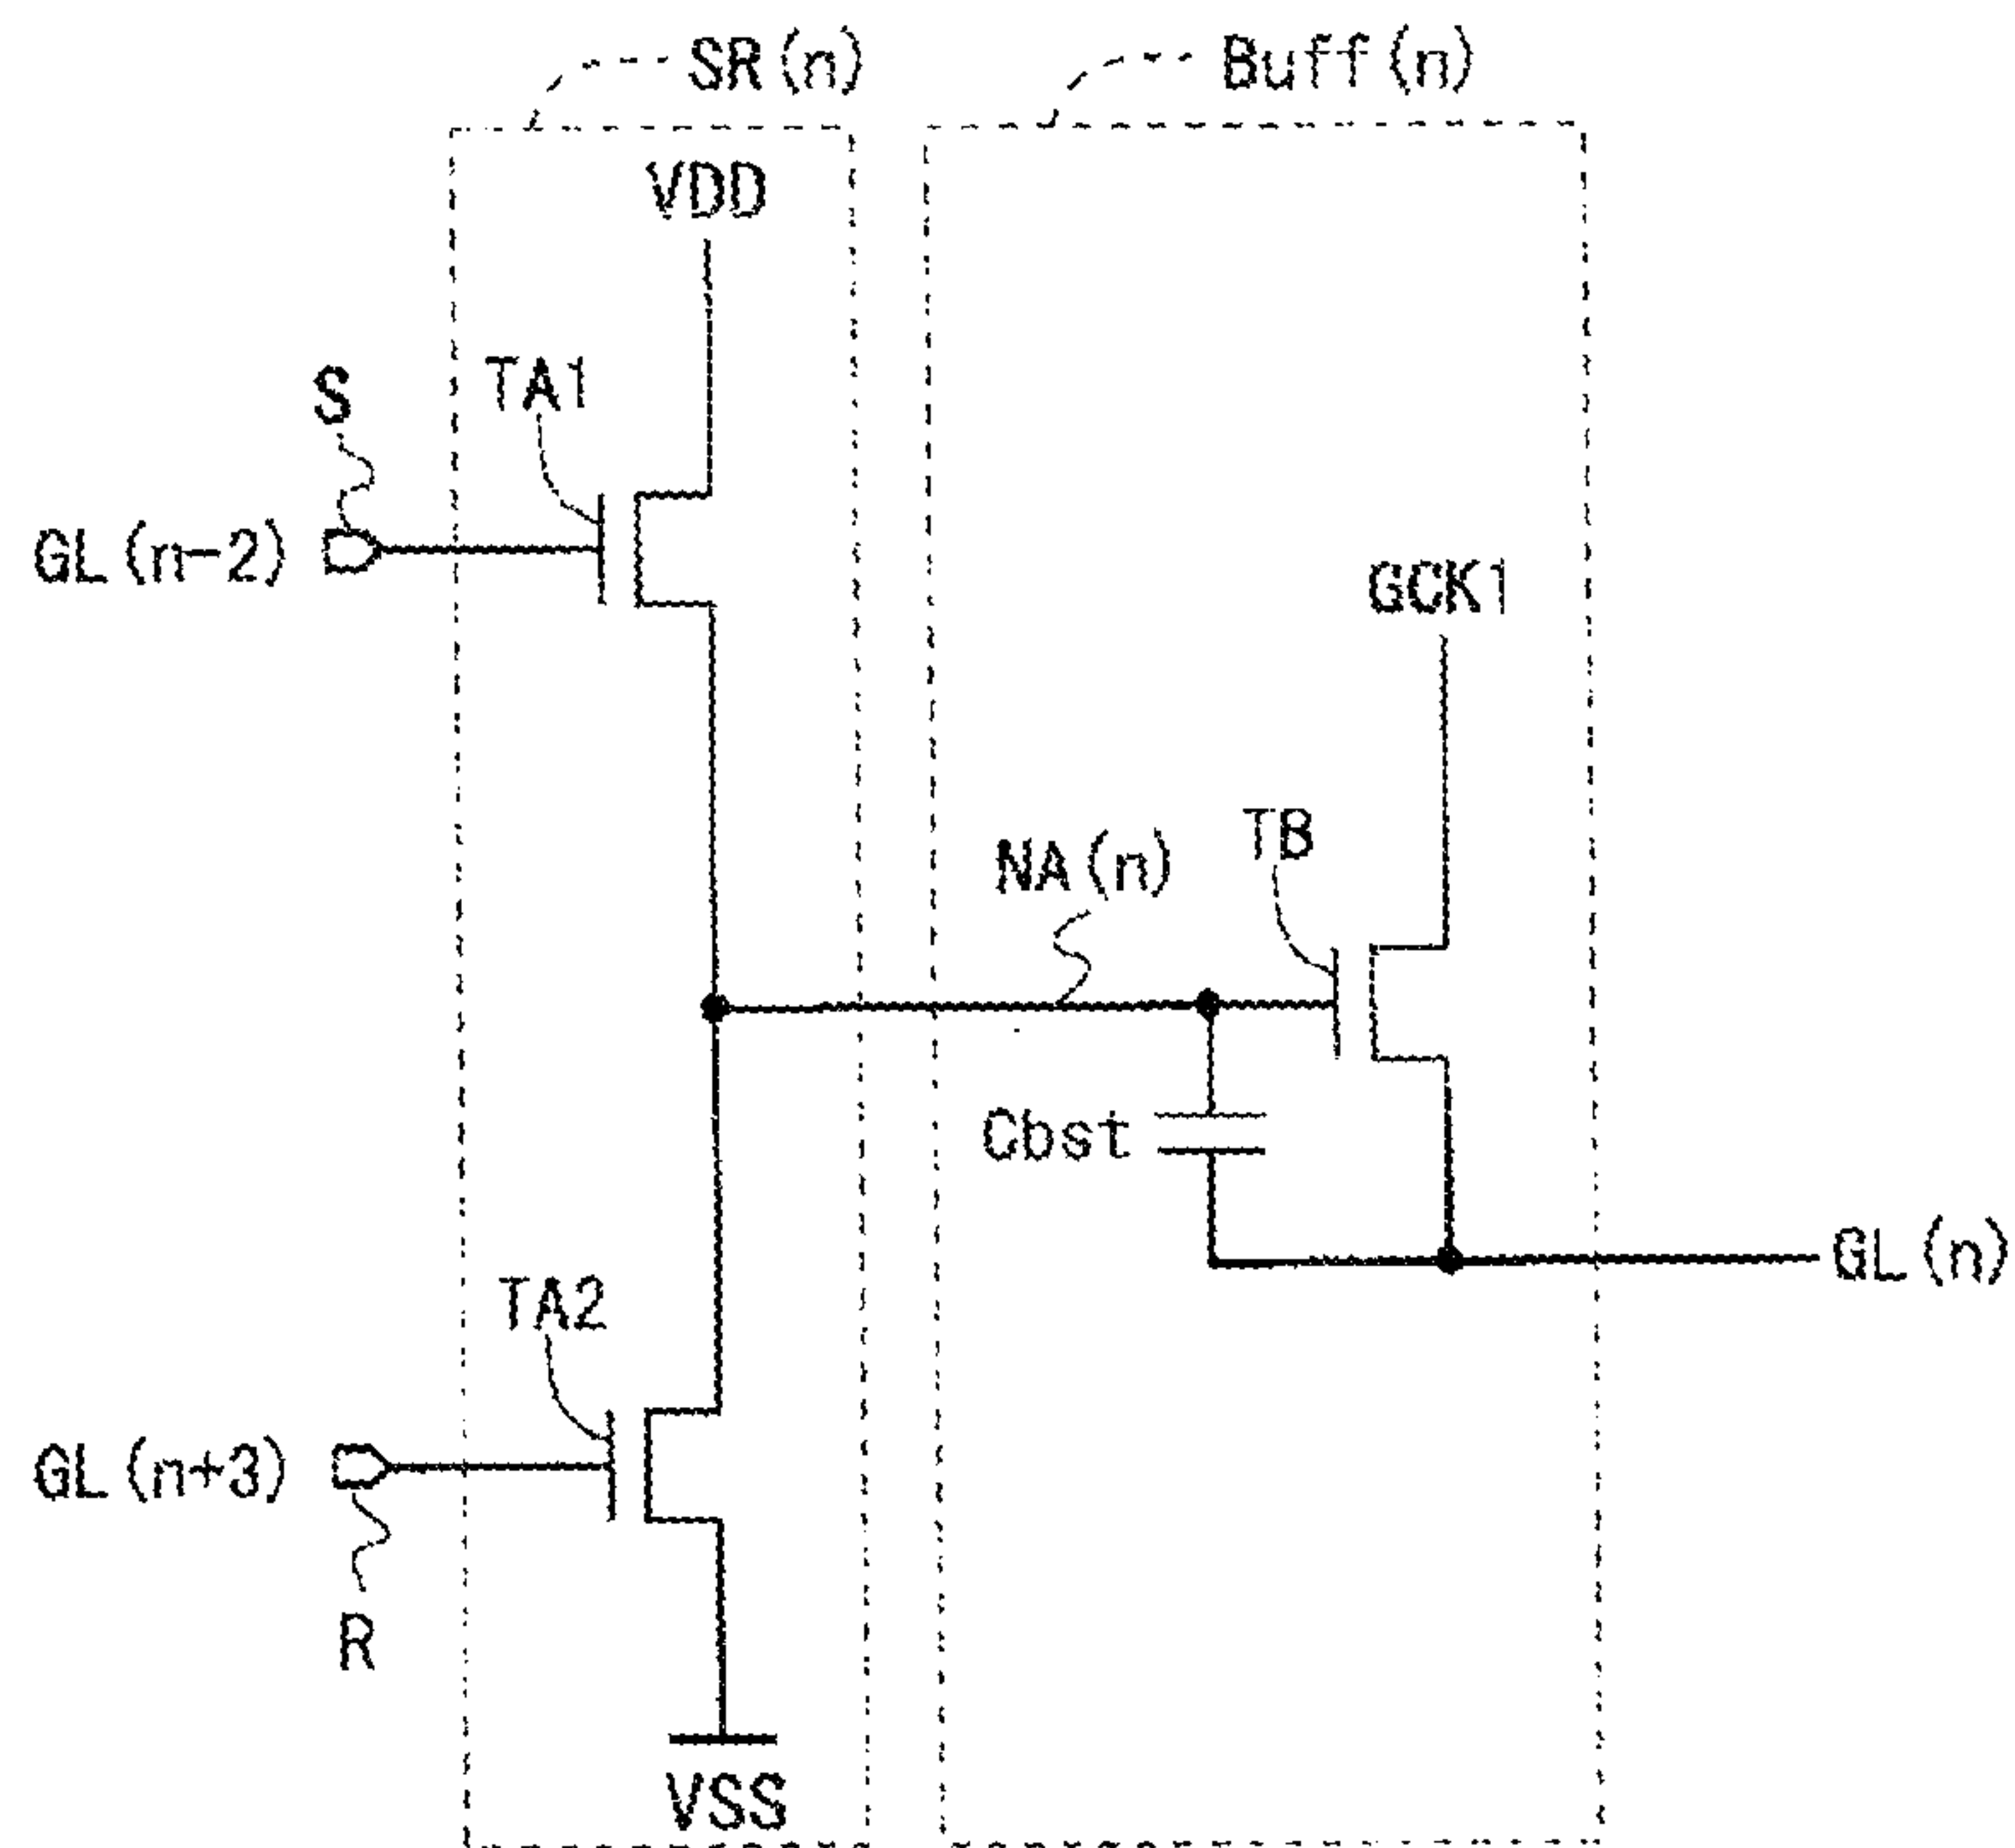 SR(n)
Buff(n)
VDD
S
TA1
GL(n-2)
GCK1
TB
NA(n)
Cbst
GL(n)
TA2
GL(n+3)
R
VSS